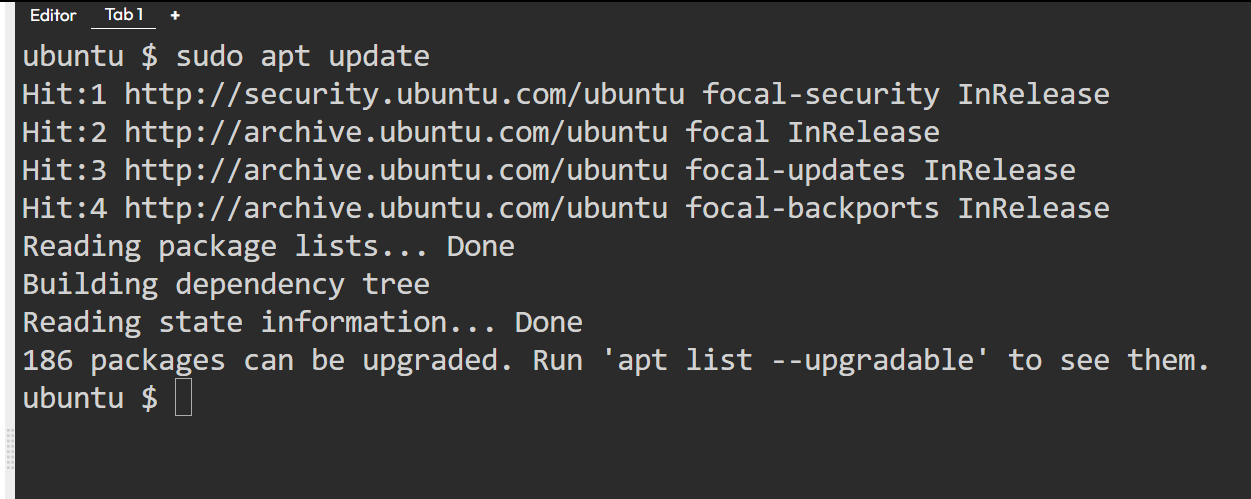 Editor Tab 1 +
ubuntu $ sudo apt update
Hit:1 http://security.ubuntu.com/ubuntu focal-security InRelease
Hit:2 http://archive.ubuntu.com/ubuntu focal InRelease
Hit:3 http://archive.ubuntu.com/ubuntu focal-updates InRelease
Hit:4 http://archive.ubuntu.com/ubuntu focal-backports InRelease
Reading package lists... Done
Building dependency tree
Reading state information... Done
186 packages can be upgraded. Run 'apt list --upgradable' to see them.
ubuntu $